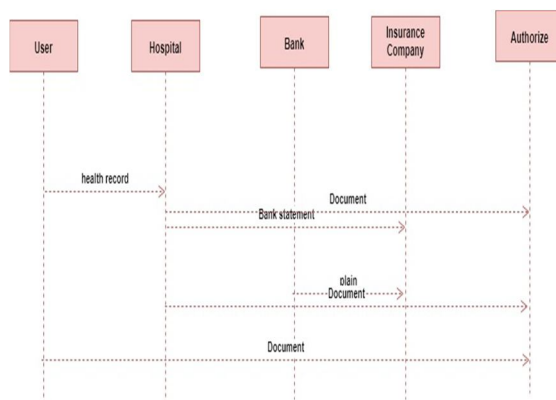 User
Hospital
Bank
Insurance
Company
Authorize
health record
Document
Bank statement
plain
Document
Document